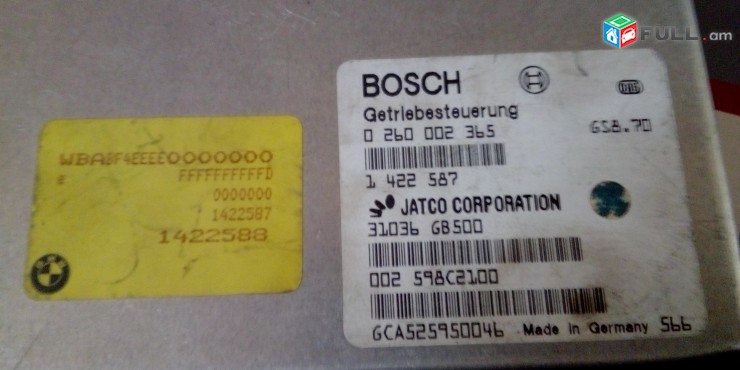 FULL.am
WBA8F4EEEE0000000
E FFFFFFFFFFD
0000000
1422587
1422588
BMW
BOSCH
Getriebesteuerung
0 260 002 365 GS8.70
1 422 587
JATCO CORPORATION
31036 GB500
002 598C2100
GCA525950046 Made in Germany 566